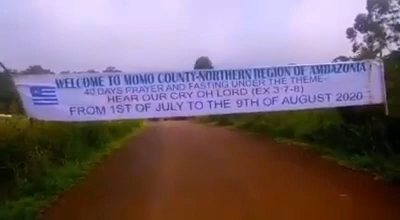 WELCOME TO MOMO COUNTY-NORTHERN REGION OF AMBAZONIA
40 DAYS PRAYER AND FASTING UNDER THE THEME-
HEAR OUR CRY OH LORD (EX 3:7-8)
FROM 1ST OF JULY TO THE 9TH OF AUGUST 2020